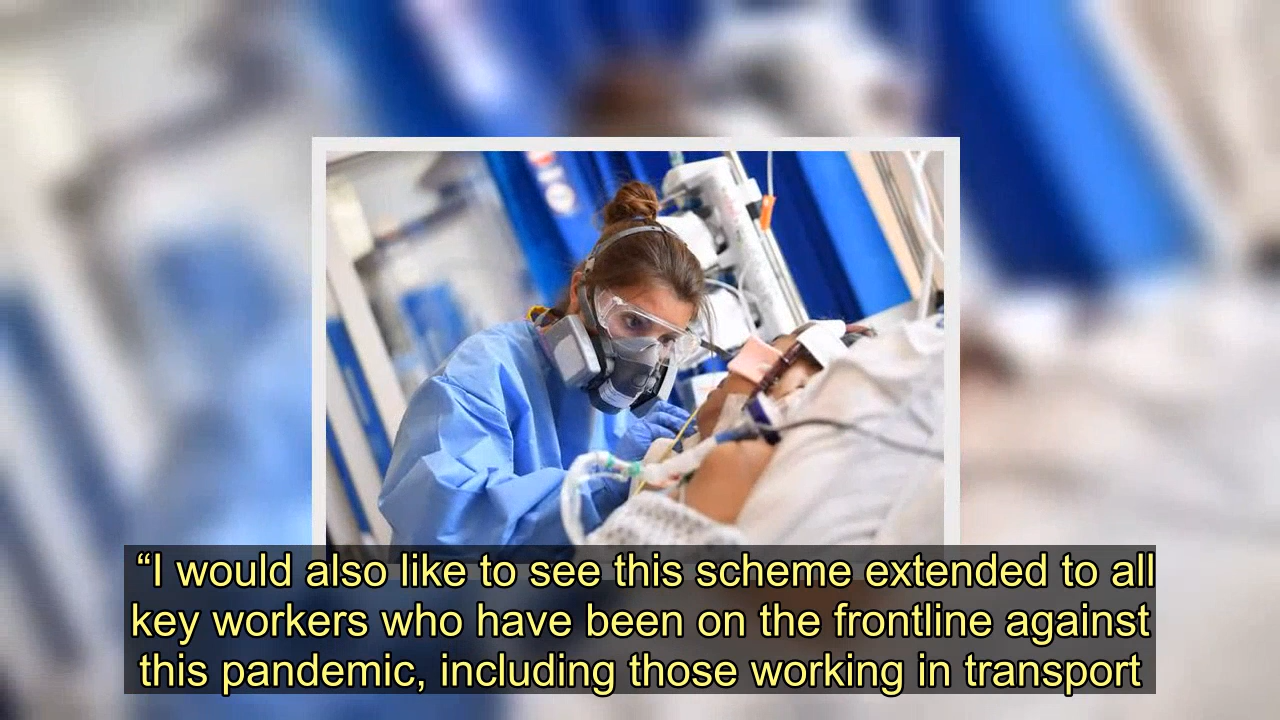 “I would also like to see this scheme extended to all
key workers who have been on the frontline against
this pandemic, including those working in transport